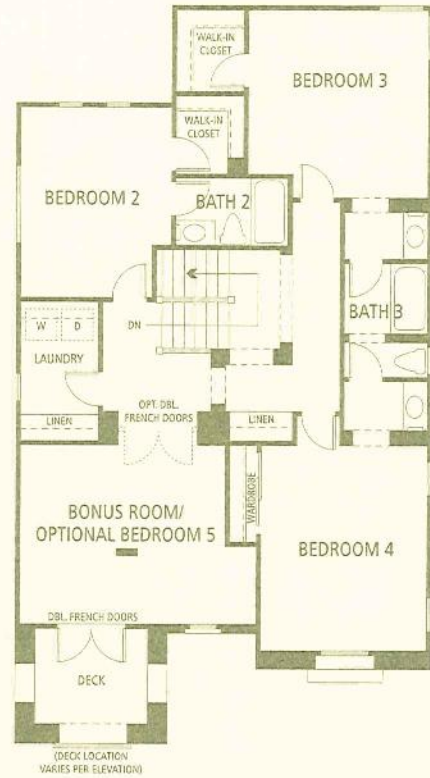 WALK-IN
CLOSET
BEDROOM 3
WALK-IN
CLOSET
BEDROOM 2
BATH 2
W D
LAUNDRY
LINEN
DN
BATH 3
OPT. DBL.
FRENCH DOORS
LINEN
WARDROBE
BONUS ROOM/
OPTIONAL BEDROOM 5
BEDROOM 4
DBL. FRENCH DOORS
DECK
(DECK LOCATION
VARIES PER ELEVATION)